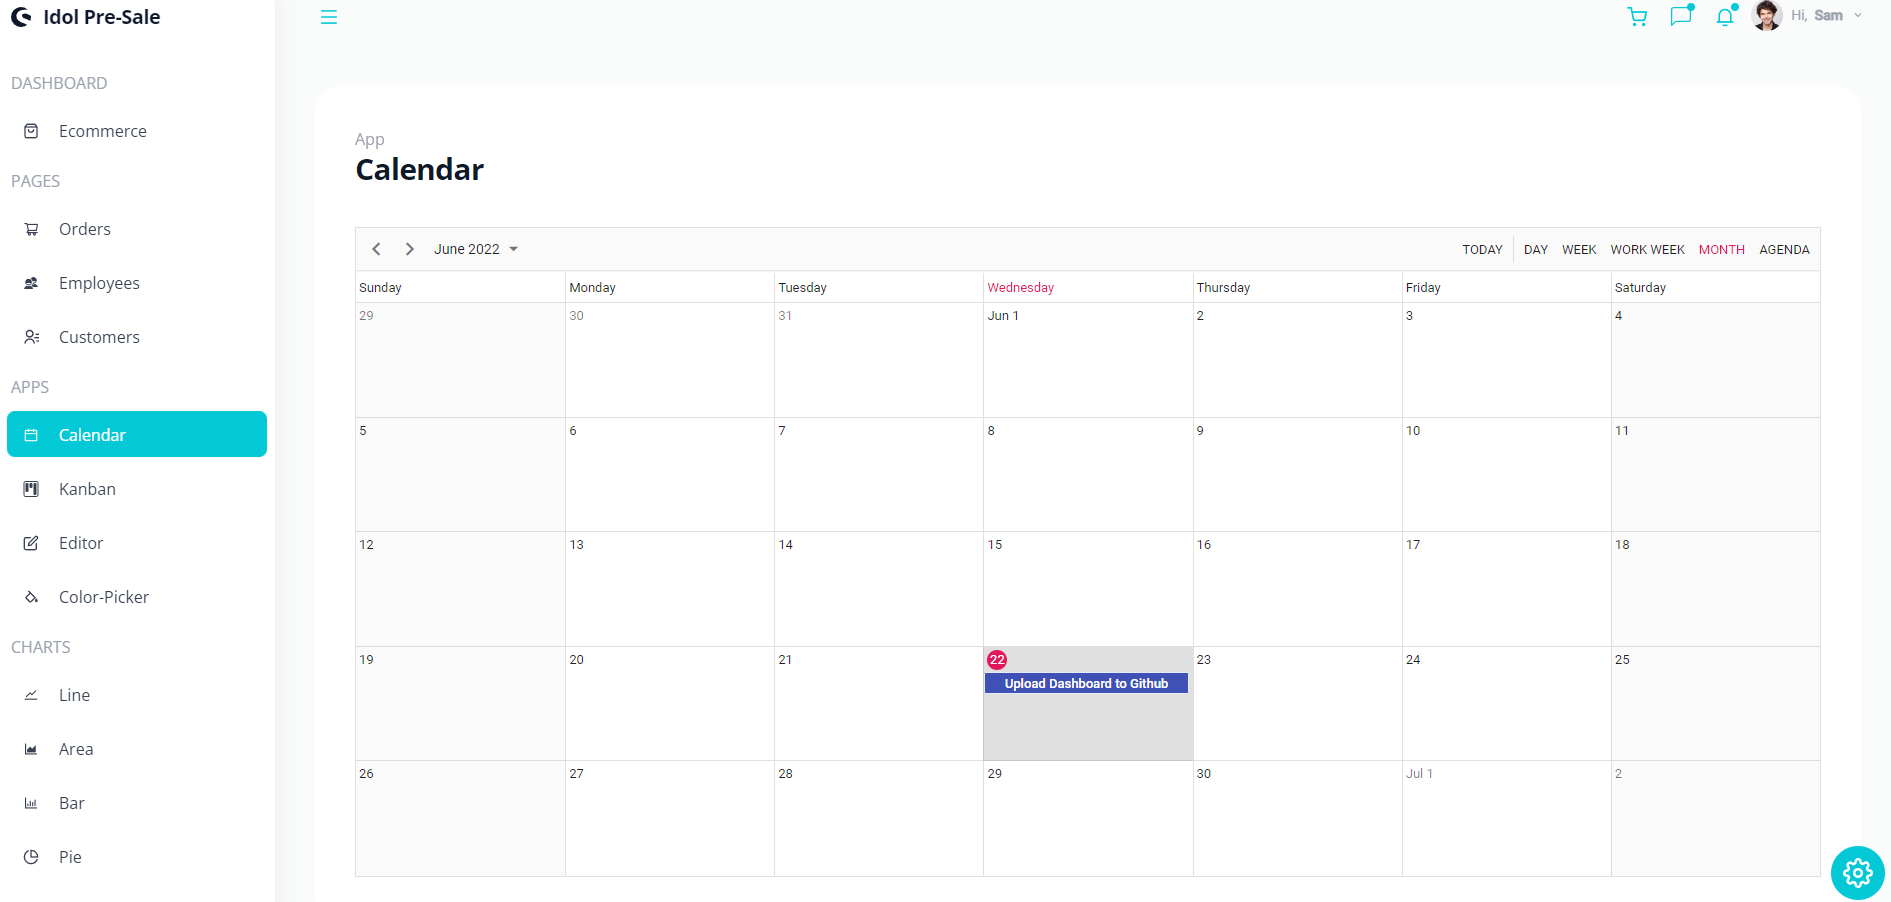 Idol Pre-Sale
Hi, Sam
DASHBOARD
Ecommerce
PAGES
Orders
Employees
Customers
APPS
Calendar
Kanban
Editor
Color-Picker
CHARTS
Line
Area
Bar
Pie
App
Calendar
June 2022 TODAY DAY WEEK WORK WEEK MONTH AGENDA
Sunday Monday Tuesday Wednesday Thursday Friday Saturday
29 30 31 Jun 1 2 3 4
5 6 7 8 9 10 11
12 13 14 15 16 17 18
19 20 21 22 23 24 25
Upload Dashboard to Github
26 27 28 29 30 Jul 1 2